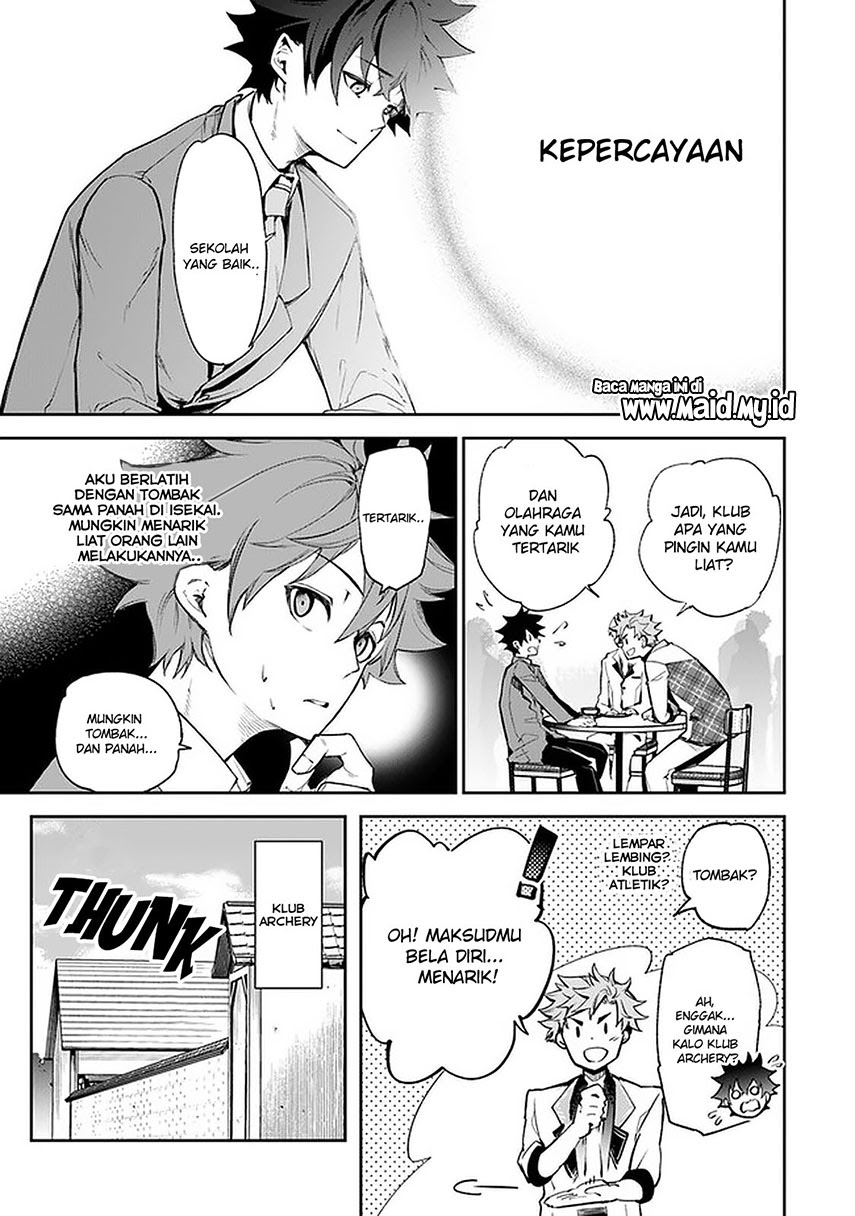 KEPERCAYAAN
SEKOLAH
YANG BAIK..
Baca Manga ini di
www.Maid.My.id
JADI, KLUB
APA YANG
PINGIN KAMU
LIAT?
DAN
OLAHRAGA
YANG KAMU
TERTARIK
TERTARIK..
AKU BERLATIH
DENGAN TOMBAK
SAMA PANAH DI ISEKAI.
MUNGKIN MENARIK
LIAT ORANG LAIN
MELAKUKANNYA..
MUNGKIN
TOMBAK...
DAN PANAH...
TOMBAK?
LEMPAR
LEMBING?
KLUB
ATLETIK?
AH,
ENGGAK...
GIMANA
KALO KLUB
ARCHERY?
!
OH! MAKSUDMU
BELA DIRI...
MENARIK!
KLUB
ARCHERY
THUNK